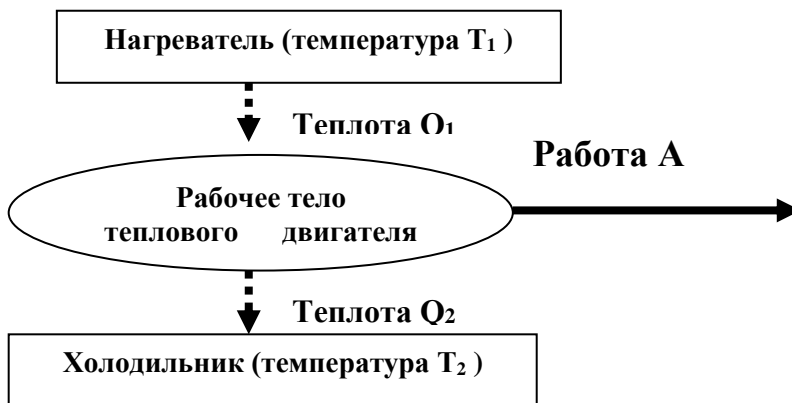 Нагреватель (температура T₁ )
Теплота Q₁
Работа А
Рабочее тело
теплового двигателя
Теплота Q₂
Холодильник (температура T₂ )